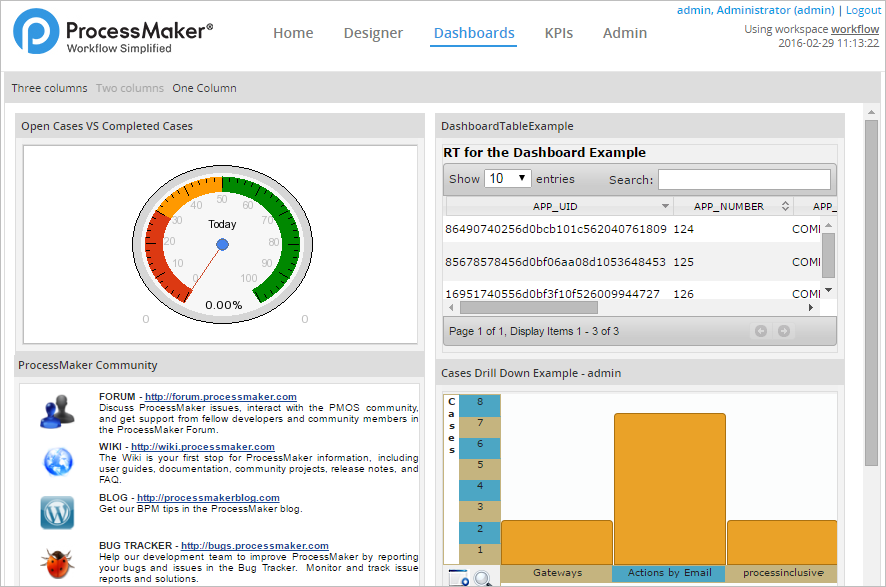 admin, Administrator (admin) | Logout
ProcessMaker®
Workflow Simplified
Home Designer Dashboards KPIs Admin
Using workspace workflow
2016-02-29 11:13:22
Three columns Two columns One Column
Open Cases VS Completed Cases
0
10
20
30
40
50
60
70
80
90
100
Today
0.00%
0 0
ProcessMaker Community
FORUM - http://forum.processmaker.com
Discuss ProcessMaker issues, interact with the PMOS community,
and get support from fellow developers and community members in
the ProcessMaker Forum.
WIKI - http://wiki.processmaker.com
The Wiki is your first stop for ProcessMaker information, including
user guides, documentation, community projects, release notes, and
FAQ.
BLOG - http://processmakerblog.com
Get our BPM tips in the ProcessMaker blog.
BUG TRACKER - http://bugs.processmaker.com
Help our development team to improve ProcessMaker by reporting
your bugs and issues in the Bug Tracker. Monitor and track issue
reports and solutions.
DashboardTableExample
RT for the Dashboard Example
Show 10 entries Search:
APP_UID APP_NUMBER APP_
86490740256d0bcb101c562040761809 124 COMI
85678578456d0bf06aa08d1053648453 125 COMI
16951740556d0bf3f10f526009944727 126 COMI
Page 1 of 1, Display Items 1 - 3 of 3
Cases Drill Down Example - admin
Cases
8
7
6
5
4
3
2
1
Gateways Actions by Email processinclusive